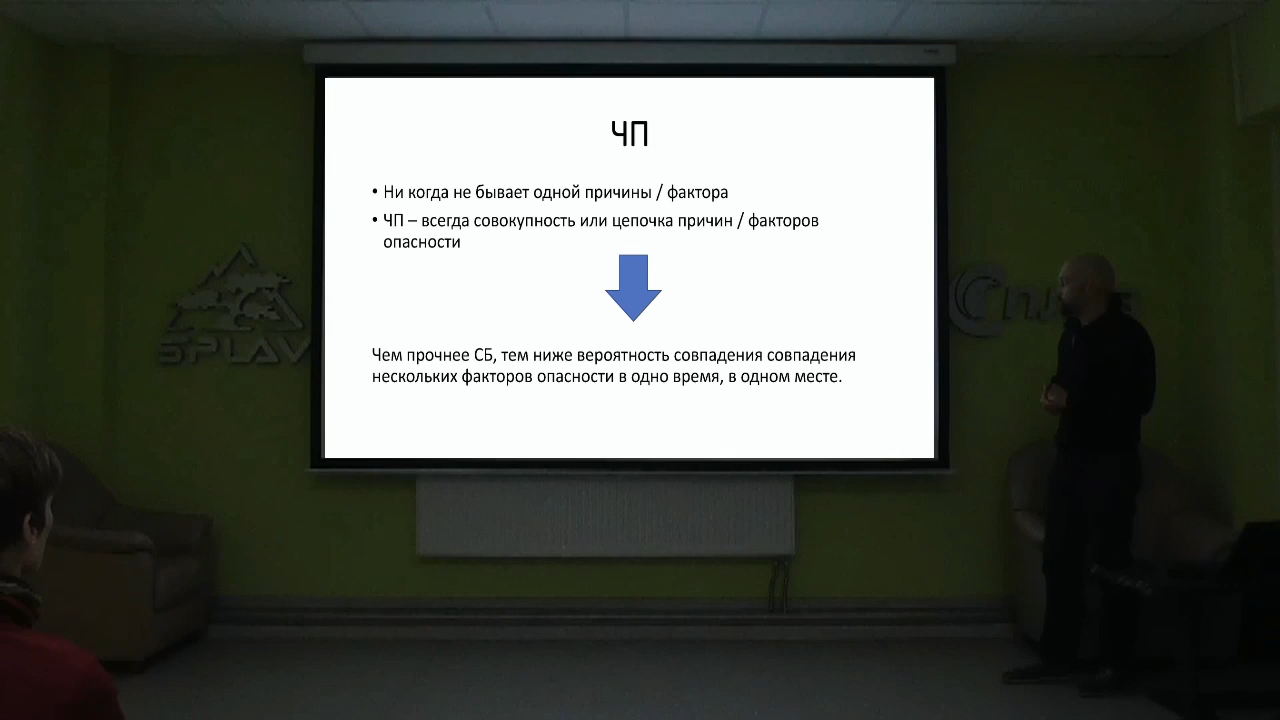 ЧП
• Ни когда не бывает одной причины / фактора
• ЧП – всегда совокупность или цепочка причин / факторов
опасности
Чем прочнее СБ, тем ниже вероятность совпадения совпадения
нескольких факторов опасности в одно время, в одном месте.
SPLAV